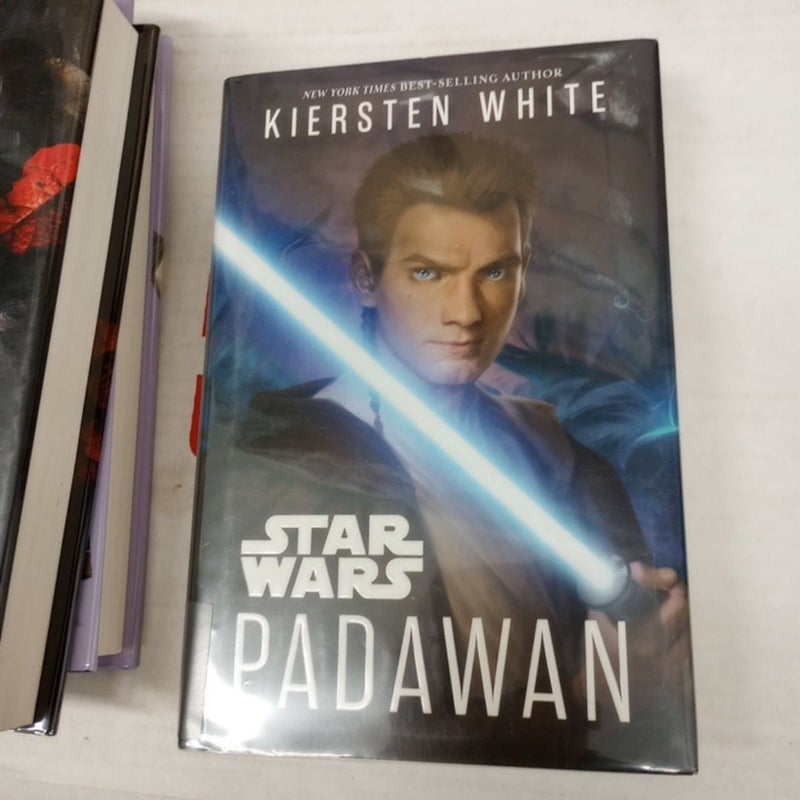 NEW YORK TIMES BEST-SELLING AUTHOR
KIERSTEN WHITE
STAR
WARS
PADAWAN